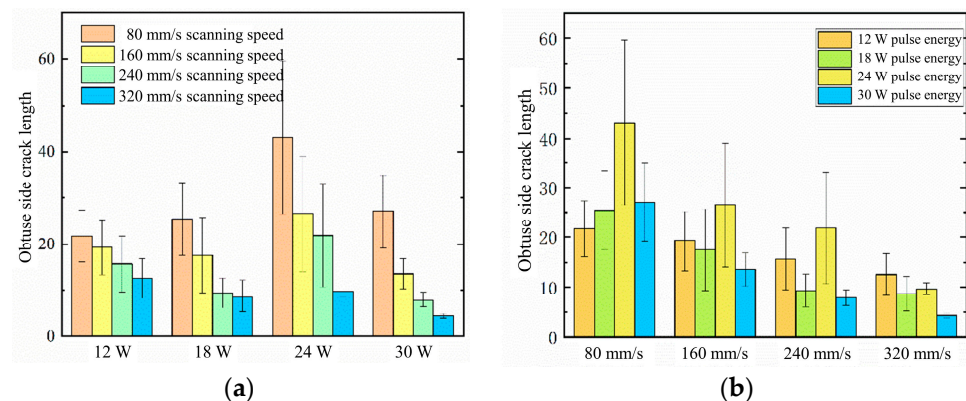 80 mm/s scanning speed
160 mm/s scanning speed
240 mm/s scanning speed
320 mm/s scanning speed
Obtuse side crack length
60
40
20
0
12 W
18 W
24 W
30 W
(a)
12 W pulse energy
18 W pulse energy
24 W pulse energy
30 W pulse energy
Obtuse side crack length
60
50
40
30
20
10
0
80 mm/s
160 mm/s
240 mm/s
320 mm/s
(b)